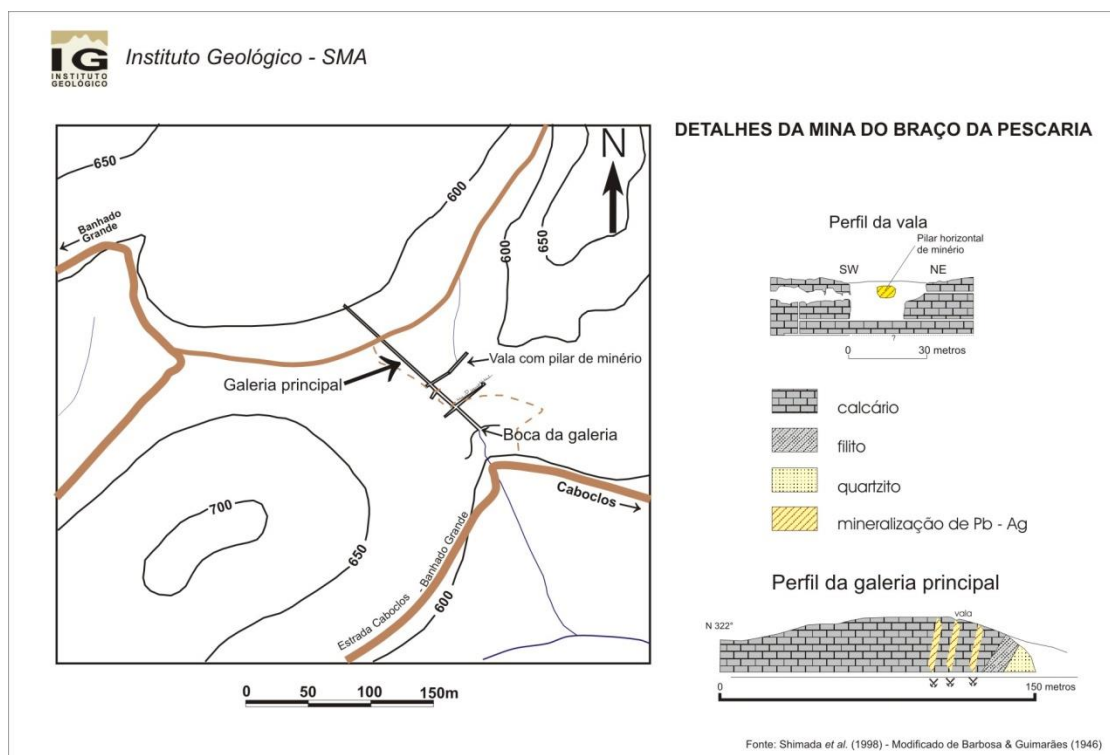 IG
INSTITUTO
GEOLÓGICO
Instituto Geológico - SMA
DETALHES DA MINA DO BRAÇO DA PESCARIA
N
650
600
600
650
Banhado
Grande
Vala com pilar de minério
Galeria principal
Boca da galeria
Caboclos
700
650
600
Estrada Caboclos - Banhado Grande
0 50 100 150m
Perfil da vala
Pilar horizontal
de minério
SW NE
?
0 30 metros
calcário
filito
quartzito
mineralização de Pb - Ag
Perfil da galeria principal
vala
N 322°
0 150 metros
Fonte: Shimada et al. (1998) - Modificado de Barbosa & Guimarães (1946)